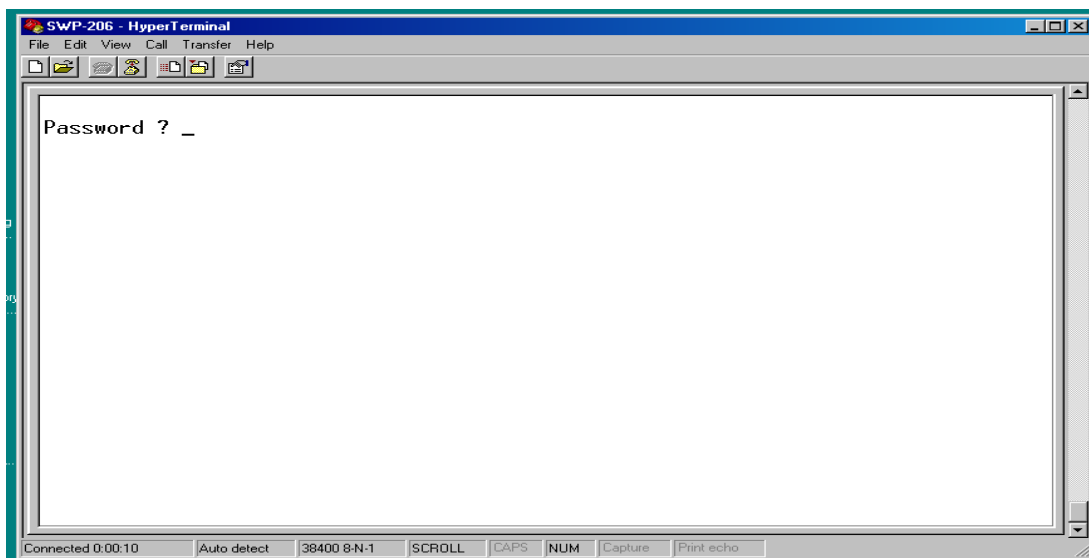 SWP-206 - HyperTerminal
File Edit View Call Transfer Help
Password ? _
Connected 0:00:10 Auto detect 38400 8-N-1 SCROLL CAPS NUM Capture Print echo